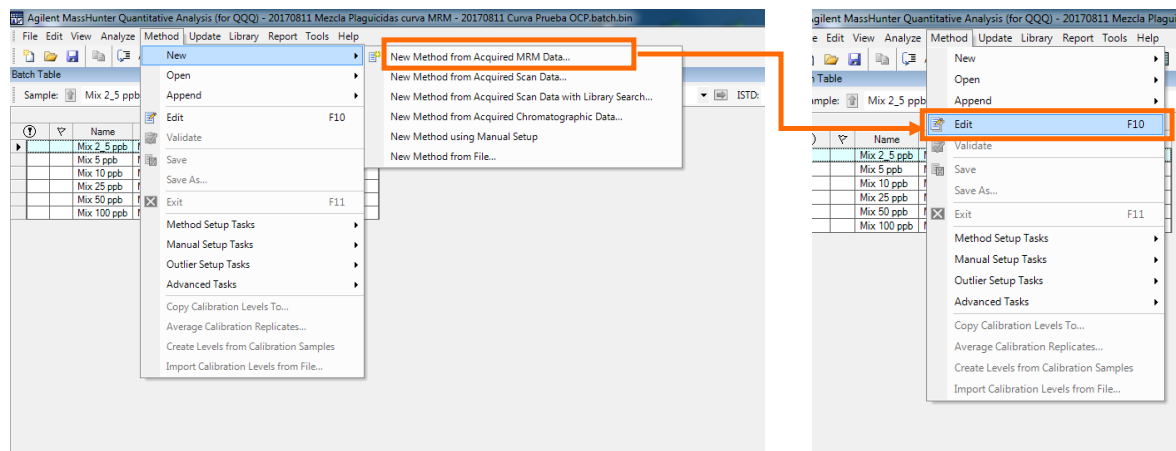 Agilent MassHunter Quantitative Analysis (for QQQ) - 20170811 Mezcla Plaguicidas curva MRM - 20170811 Curva Prueba OCP.batch.bin
File Edit View Analyze Method Update Library Report Tools Help
Batch Table
Sample: Mix 2_5 ppb ISTD:
Name
Mix 2_5 ppb
Mix 5 ppb
Mix 10 ppb
Mix 25 ppb
Mix 50 ppb
Mix 100 ppb
New
Open
Append
Edit F10
Validate
Save
Save As...
Exit F11
Method Setup Tasks
Manual Setup Tasks
Outlier Setup Tasks
Advanced Tasks
Copy Calibration Levels To...
Average Calibration Replicates...
Create Levels from Calibration Samples
Import Calibration Levels from File...
New Method from Acquired MRM Data...
New Method from Acquired Scan Data...
New Method from Acquired Scan Data with Library Search...
New Method from Acquired Chromatographic Data...
New Method using Manual Setup
New Method from File...
gilent MassHunter Quantitative Analysis (for QQQ) - 20170811 Mezcla Plagui
e Edit View Analyze Method Update Library Report Tools Help
Table
mple: Mix 2_5 ppb
Name
Mix 2_5 ppb
Mix 5 ppb
Mix 10 ppb
Mix 25 ppb
Mix 50 ppb
Mix 100 ppb
New
Open
Append
Edit F10
Validate
Save
Save As...
Exit F11
Method Setup Tasks
Manual Setup Tasks
Outlier Setup Tasks
Advanced Tasks
Copy Calibration Levels To...
Average Calibration Replicates...
Create Levels from Calibration Samples
Import Calibration Levels from File...